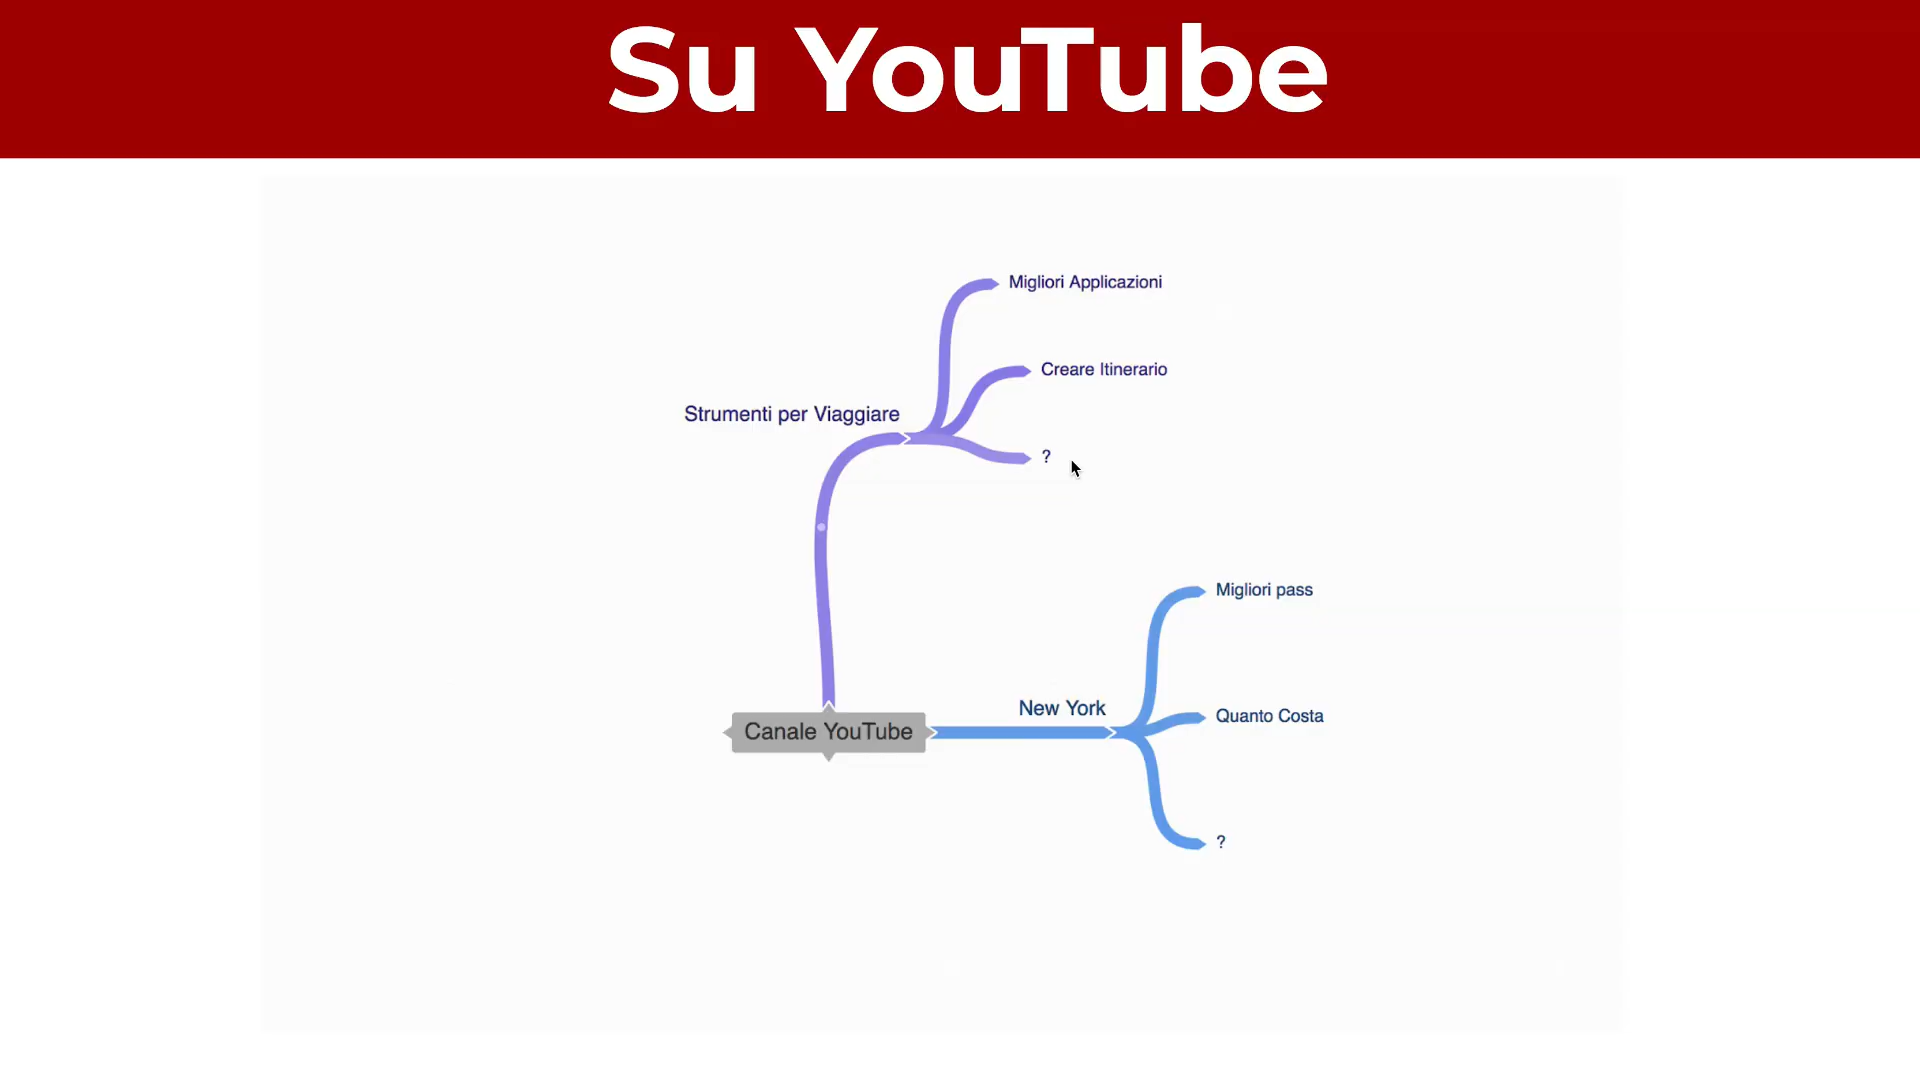 Su YouTube
Migliori Applicazioni
Creare Itinerario
Strumenti per Viaggiare
?
Migliori pass
New York
Quanto Costa
Canale YouTube
?